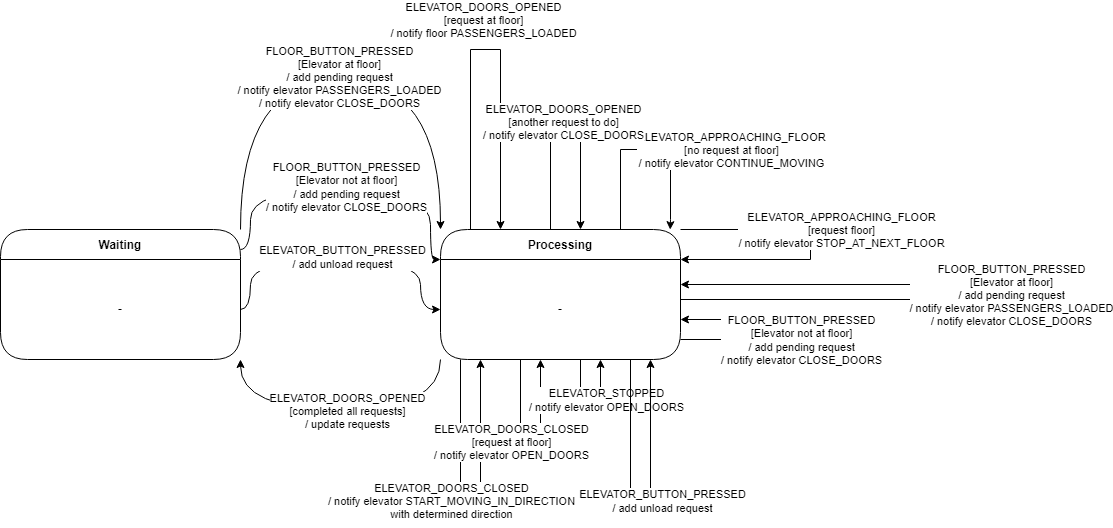 ELEVATOR_DOORS_OPENED
[request at floor]
/ notify floor PASSENGERS_LOADED
FLOOR_BUTTON_PRESSED
[Elevator at floor]
/ add pending request
/ notify elevator PASSENGERS_LOADED
/ notify elevator CLOSE_DOORS
ELEVATOR_DOORS_OPENED
[another request to do]
/ notify elevator CLOSE_DOORS
LEVATOR_APPROACHING_FLOOR
[no request at floor]
/ notify elevator CONTINUE_MOVING
FLOOR_BUTTON_PRESSED
[Elevator not at floor]
/ add pending request
/ notify elevator CLOSE_DOORS
ELEVATOR_APPROACHING_FLOOR
[request floor]
/ notify elevator STOP_AT_NEXT_FLOOR
Waiting
-
ELEVATOR_BUTTON_PRESSED
/ add unload request
Processing
-
FLOOR_BUTTON_PRESSED
[Elevator at floor]
/ add pending request
/ notify elevator PASSENGERS_LOADED
/ notify elevator CLOSE_DOORS
FLOOR_BUTTON_PRESSED
[Elevator not at floor]
/ add pending request
/ notify elevator CLOSE_DOORS
ELEVATOR_DOORS_OPENED
[completed all requests]
/ update requests
ELEVATOR_STOPPED
/ notify elevator OPEN_DOORS
ELEVATOR_DOORS_CLOSED
[request at floor]
/ notify elevator OPEN_DOORS
ELEVATOR_DOORS_CLOSED
/ notify elevator START_MOVING_IN_DIRECTION
with determined direction
ELEVATOR_BUTTON_PRESSED
/ add unload request